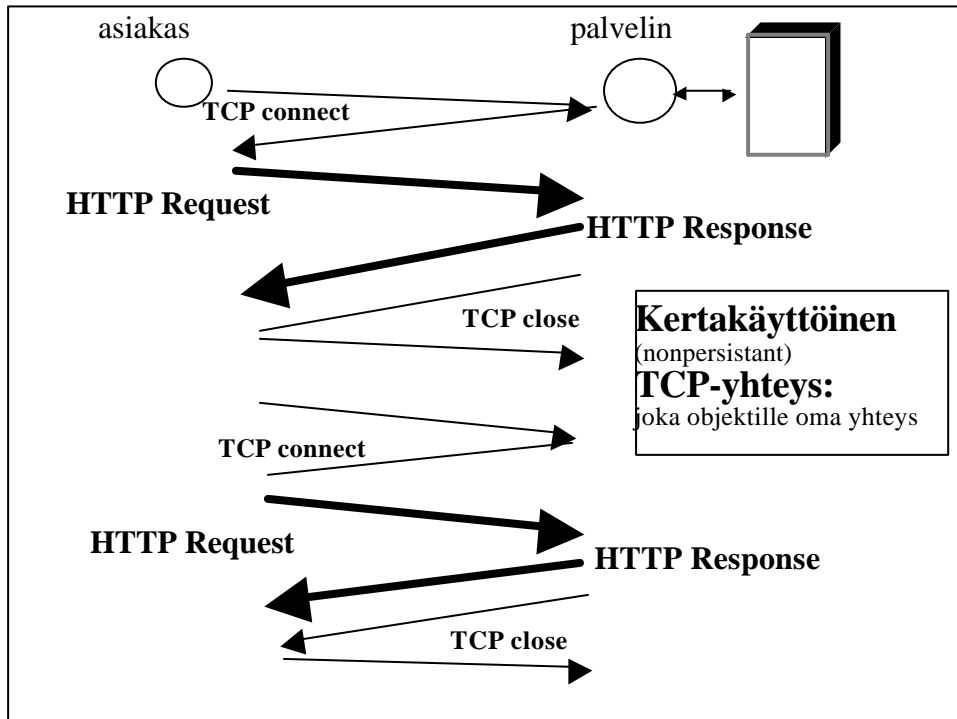 asiakas
palvelin
TCP connect
HTTP Request
HTTP Response
TCP close
Kertakäyttöinen
(nonpersistant)
TCP-yhteys:
joka objektille oma yhteys
TCP connect
HTTP Request
HTTP Response
TCP close